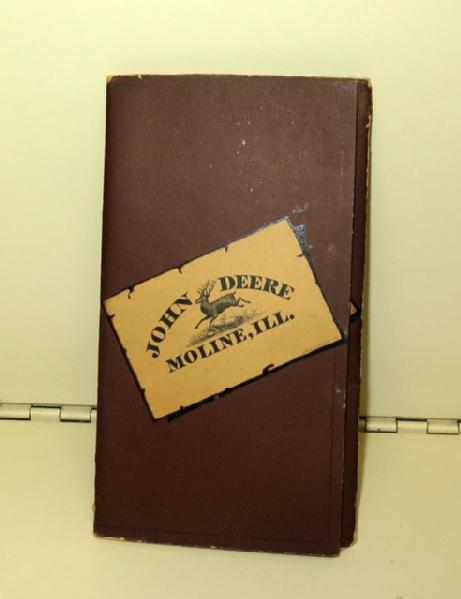 JOHN DEERE
MOLINE, ILL.